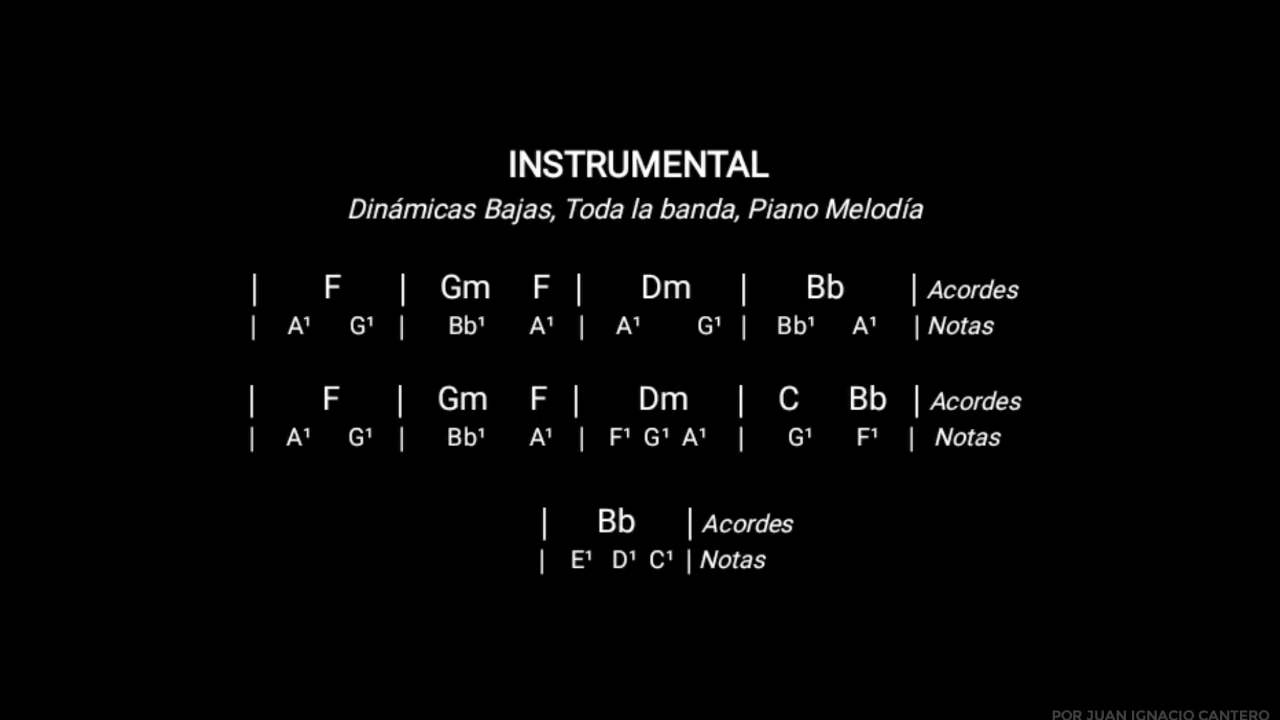 INSTRUMENTAL
Dinámicas Bajas, Toda la banda, Piano Melodía
| F | Gm F | Dm | Bb | Acordes
| A¹ G¹ | Bb¹ A¹ | A¹ G¹ | Bb¹ A¹ | Notas
| F | Gm F | Dm | C Bb | Acordes
| A¹ G¹ | Bb¹ A¹ | F¹ G¹ A¹ | G¹ F¹ | Notas
| Bb | Acordes
| E¹ D¹ C¹ | Notas
POR JUAN IGNACIO CANTERO